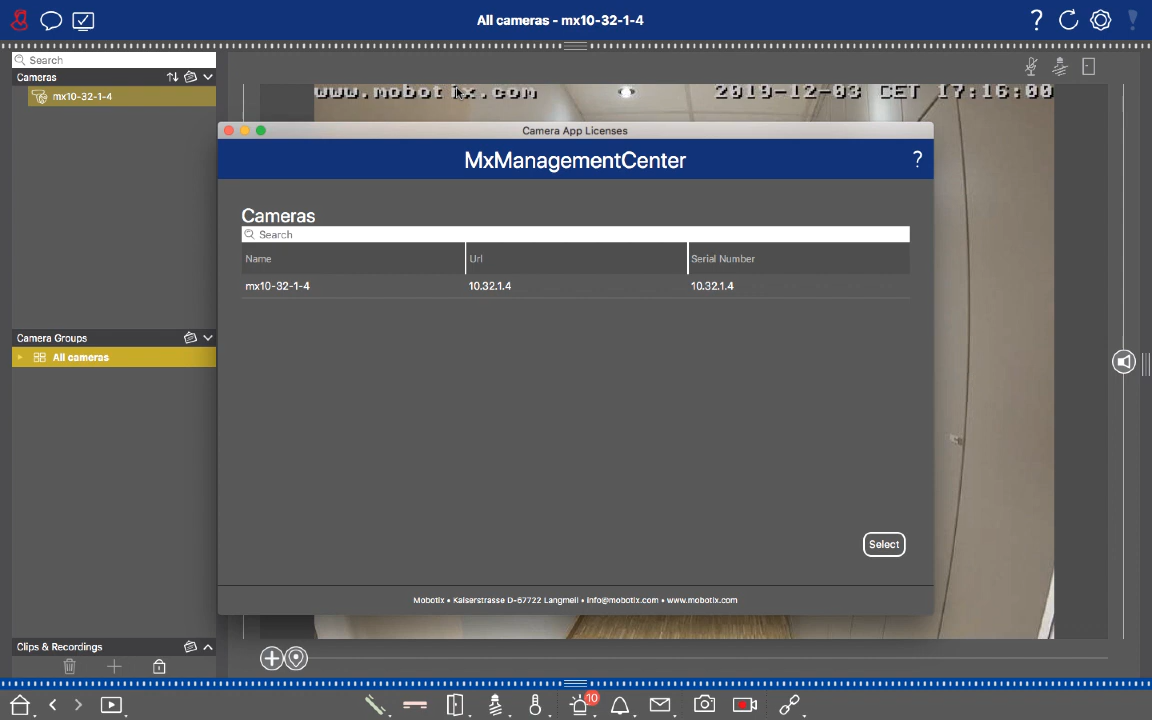 All cameras - mx10-32-1-4
Search
Cameras
mx10-32-1-4
www.mobotix.com
2019-12-03 CET 17:16:00
Camera App Licenses
MxManagementCenter
?
Cameras
Search
Name Url Serial Number
mx10-32-1-4 10.32.1.4 10.32.1.4
Select
Mobotix • Kaiserstrasse D-67722 Langmeil • info@mobotix.com • www.mobotix.com
Camera Groups
All cameras
Clips & Recordings
10